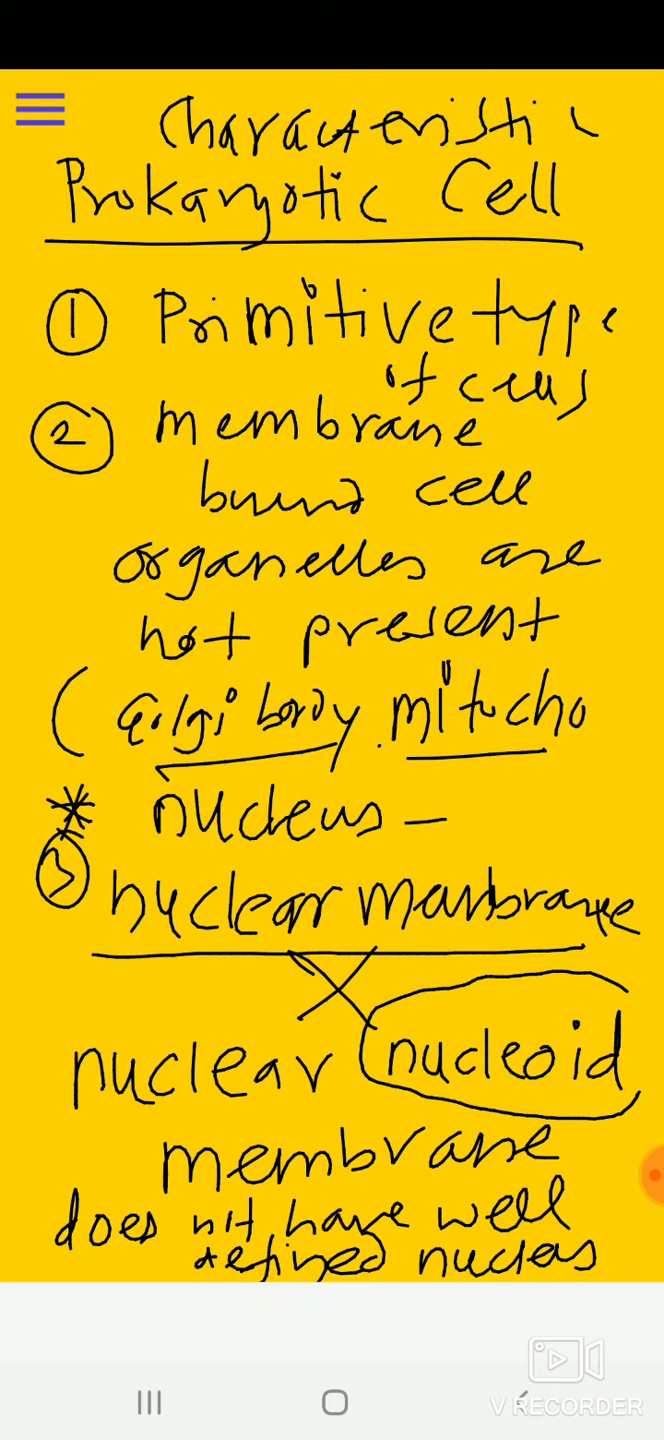 Characteristic
Prokaryotic Cell
① Primitive type
of cells
② membrane
bound cell
organelles are
not present
(Golgi body. mitocho
* nucleus –
③ nuclear membrane
nuclear nucleoid
membrane
does not have well
defined nucleus
V RECORDER